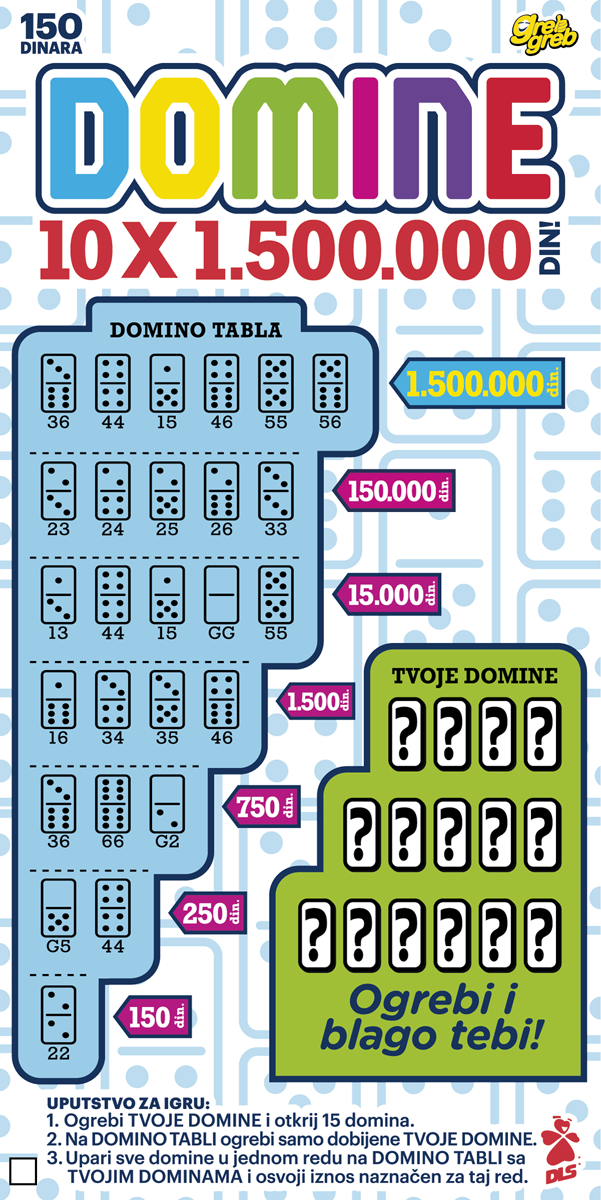 150
DINARA
greb
greb
DOMINE
10 X 1.500.000
DIN!
DOMINO TABLA
36 44 15 46 55 56
1.500.000 din.
23 24 25 26 33
150.000 din.
13 44 15 GG 55
15.000 din.
16 34 35 46
1.500 din.
36 66 G2
750 din.
G5 44
250 din.
22
150 din.
TVOJE DOMINE
? ? ? ?
? ? ? ? ?
? ? ? ? ? ?
Ogrebi i
blago tebi!
UPUTSTVO ZA IGRU:
1. Ogrebi TVOJE DOMINE i otkrij 15 domina.
2. Na DOMINO TABLI ogrebi samo dobijene TVOJE DOMINE.
3. Upari sve domine u jednom redu na DOMINO TABLI sa
TVOJIM DOMINAMA i osvoji iznos naznačen za taj red.
DLS